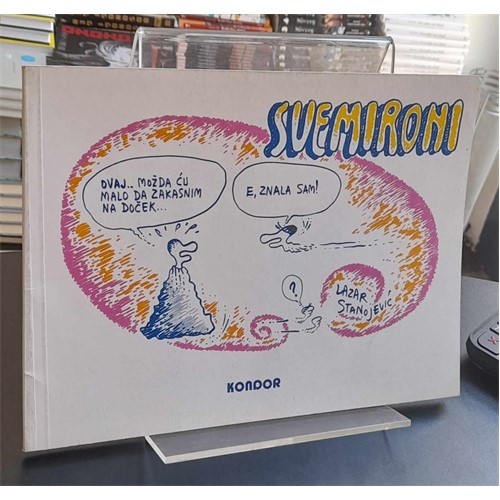 SVEMIRONI
OVAJ.. MOŽDA ĆU
MALO DA ZAKASNIM
NA DOČEK...
E, ZNALA SAM!
?
LAZAR
STANOJEVIĆ
KONDOR